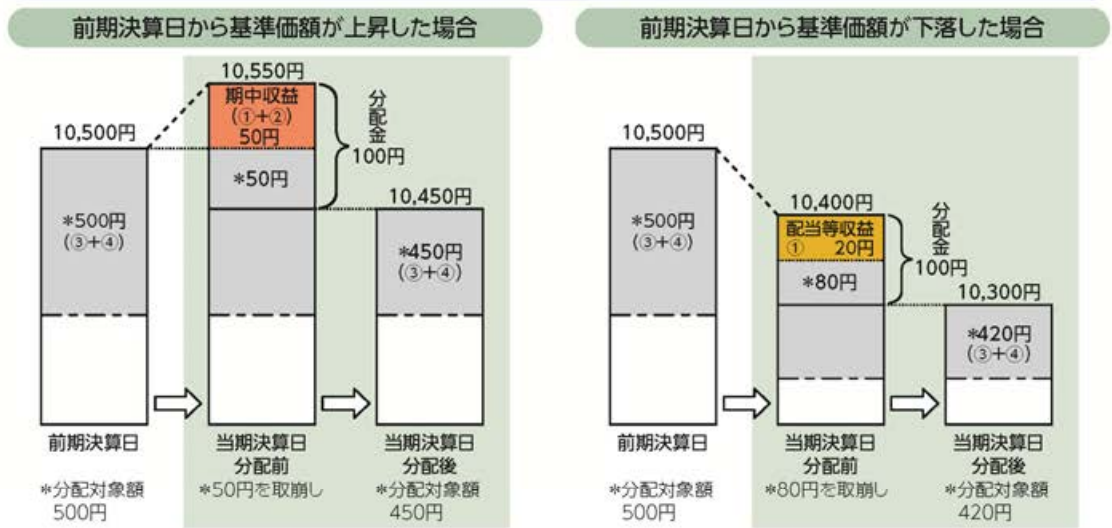 前期決算日から基準価額が上昇した場合
10,500円
*500円
(③+④)
前期決算日
*分配対象額
500円
10,550円
期中収益
(①+②)
50円
*50円
分配金
100円
当期決算日
分配前
*50円を取崩し
10,450円
*450円
(③+④)
当期決算日
分配後
*分配対象額
450円
前期決算日から基準価額が下落した場合
10,500円
*500円
(③+④)
前期決算日
*分配対象額
500円
10,400円
配当等収益
① 20円
*80円
分配金
100円
当期決算日
分配前
*80円を取崩し
10,300円
*420円
(③+④)
当期決算日
分配後
*分配対象額
420円